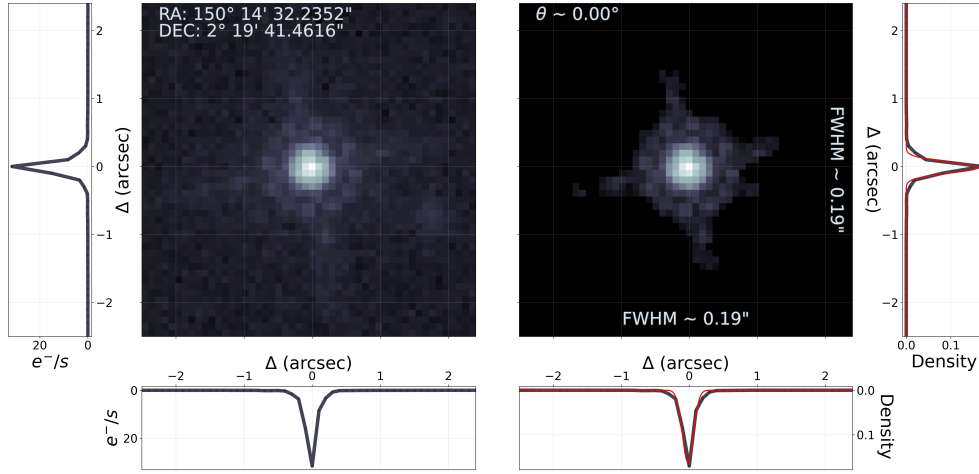 RA: 150° 14' 32.2352"
DEC: 2° 19' 41.4616"
θ ~ 0.00°
FWHM ~ 0.19"
FWHM ~ 0.19"
2
1
0
−1
−2
Δ (arcsec)
20
0
e⁻/s
2
1
0
−1
−2
Δ (arcsec)
0.0
0.1
Density
Δ (arcsec)
−2
−1
0
1
2
0
20
e⁻/s
Δ (arcsec)
−2
−1
0
1
2
0.0
0.1
Density